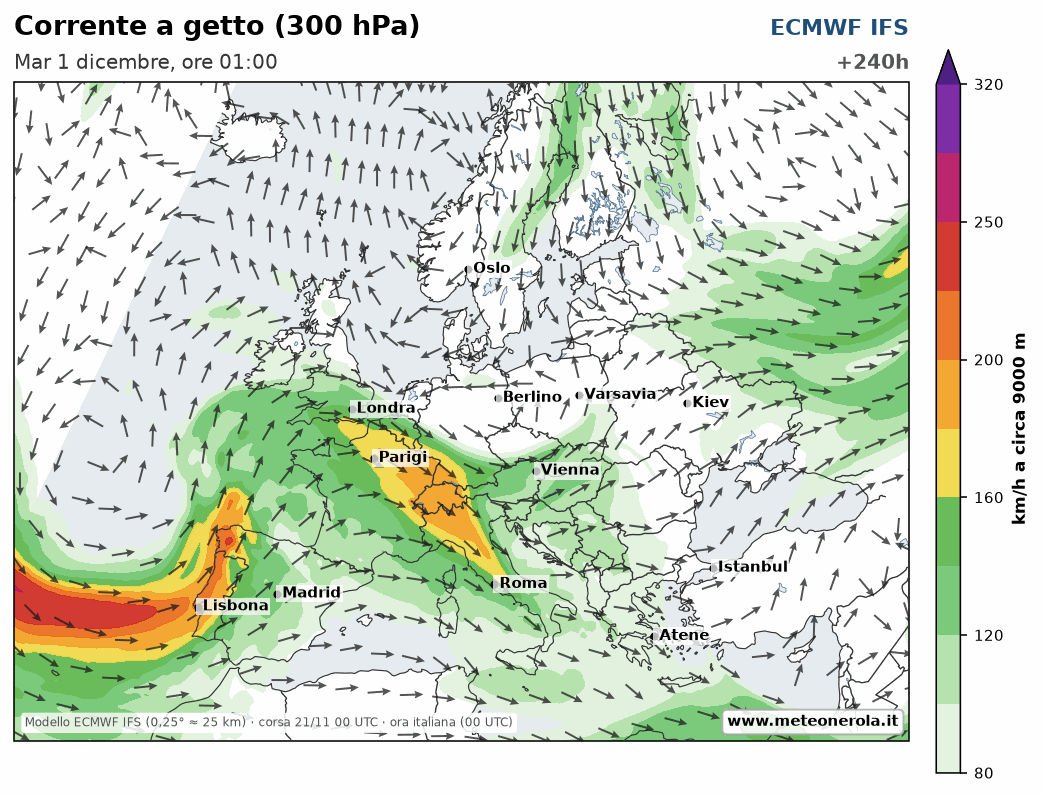 Corrente a getto (300 hPa)
ECMWF IFS
Mar 1 dicembre, ore 01:00
+240h
320
250
200
160
120
80
km/h a circa 9000 m
Oslo
Berlino
Varsavia
Kiev
Londra
Parigi
Vienna
Istanbul
Roma
Madrid
Lisbona
Atene
Modello ECMWF IFS (0,25° ≈ 25 km) · corsa 21/11 00 UTC · ora italiana (00 UTC)
www.meteonerola.it